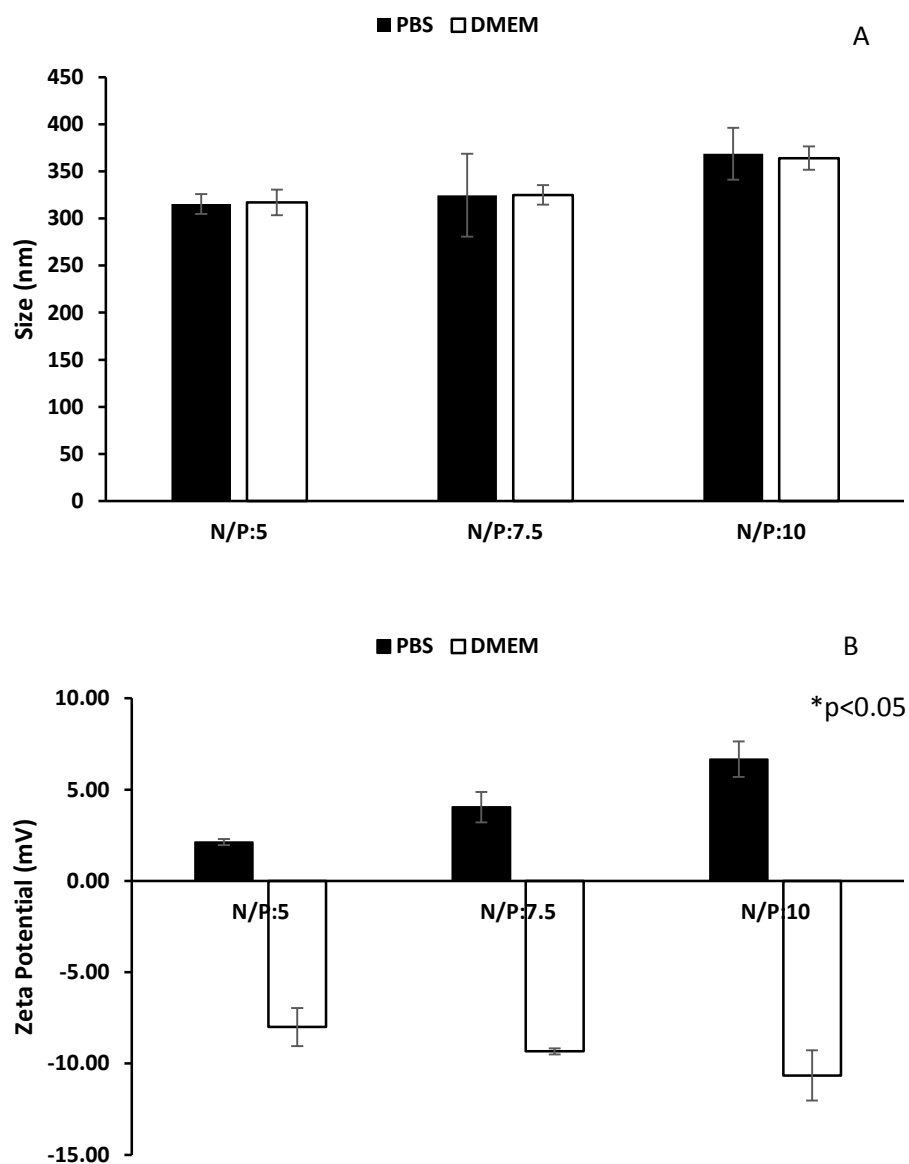 PBS DMEM
A
450
400
350
300
250
200
150
100
50
0
Size (nm)
N/P:5 N/P:7.5 N/P:10
PBS DMEM
B
*p<0.05
10.00
5.00
0.00
-5.00
-10.00
-15.00
Zeta Potential (mV)
N/P:5 N/P:7.5 N/P:10